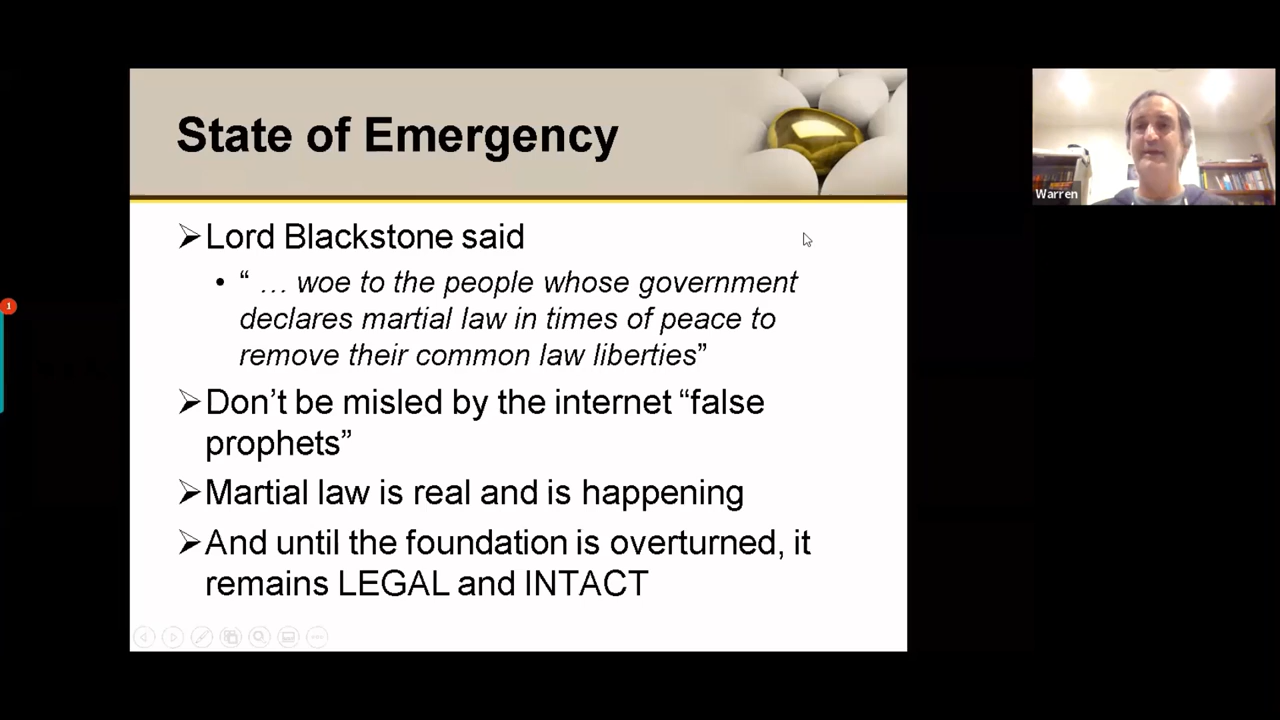 State of Emergency
➢Lord Blackstone said
• “ … woe to the people whose government
declares martial law in times of peace to
remove their common law liberties”
➢Don’t be misled by the internet “false
prophets”
➢Martial law is real and is happening
➢And until the foundation is overturned, it
remains LEGAL and INTACT
Warren
1